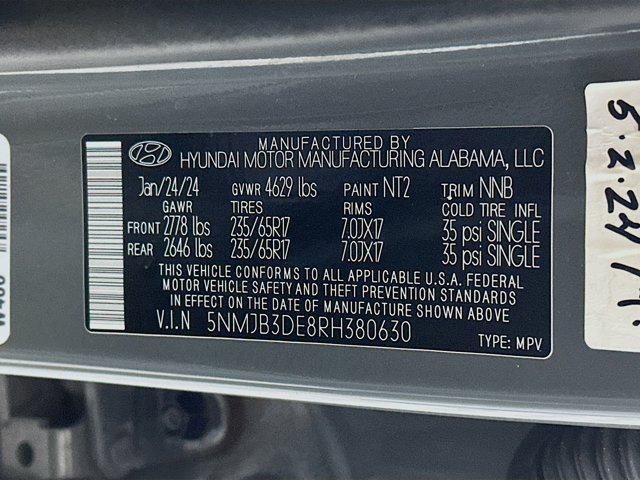 MANUFACTURED BY
HYUNDAI MOTOR MANUFACTURING ALABAMA, LLC
Jan/24/24 GVWR 4629 lbs PAINT NT2 TRIM NNB
GAWR TIRES RIMS COLD TIRE INFL
FRONT 2778 lbs 235/65R17 7.0JX17 35 psi SINGLE
REAR 2646 lbs 235/65R17 7.0JX17 35 psi SINGLE
THIS VEHICLE CONFORMS TO ALL APPLICABLE U.S.A. FEDERAL
MOTOR VEHICLE SAFETY AND THEFT PREVENTION STANDARDS
IN EFFECT ON THE DATE OF MANUFACTURE SHOWN ABOVE
V.I.N 5NMJB3DE8RH380630 TYPE: MPV
5.2.24